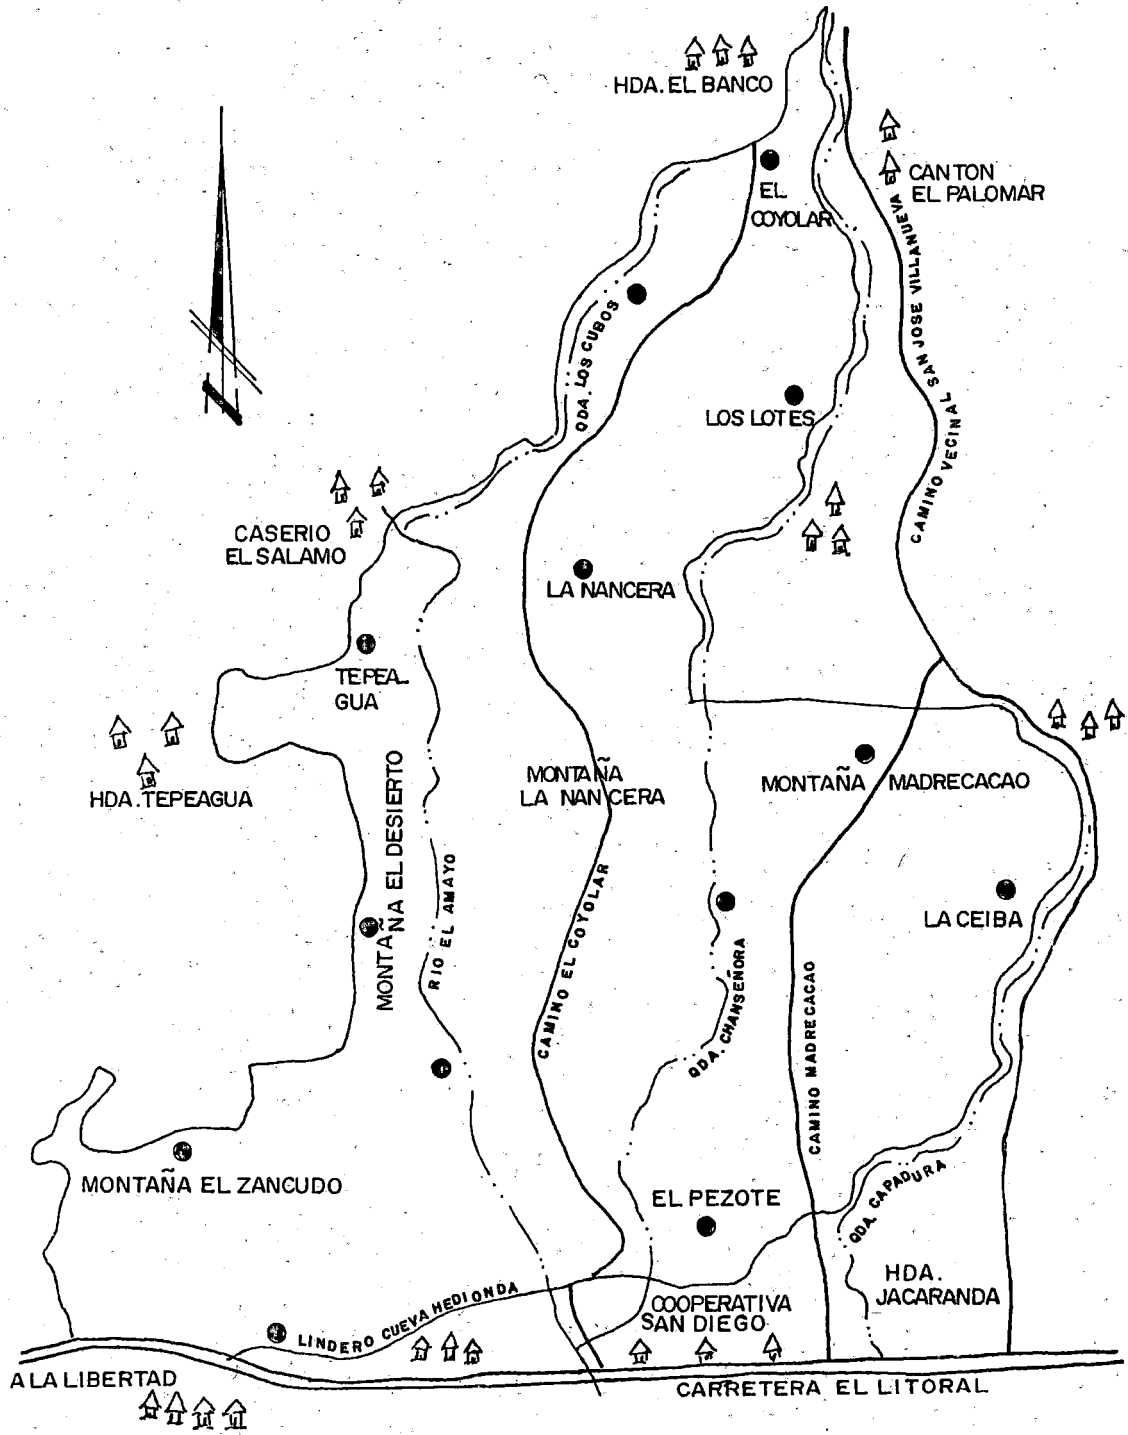 HDA. EL BANCO
CANTON
EL PALOMAR
EL
COYOLAR
CAMINO VECINAL SAN JOSE VILLANUEVA
QDA. LOS CUBOS
LOS LOTES
CASERIO
EL SALAMO
LA NANCERA
TEPEA-
GUA
HDA. TEPEAGUA
MONTAÑA
LA NANCERA
MONTAÑA MADRECACAO
MONTAÑA EL DESIERTO
RIO EL AMAYO
CAMINO EL COYOLAR
LA CEIBA
QDA. CHANSEÑORA
CAMINO MADRECACAO
MONTAÑA EL ZANCUDO
EL PEZOTE
QDA. CAPADURA
HDA.
JACARANDA
LINDERO CUEVA HEDIONDA
COOPERATIVA
SAN DIEGO
A LA LIBERTAD
CARRETERA EL LITORAL